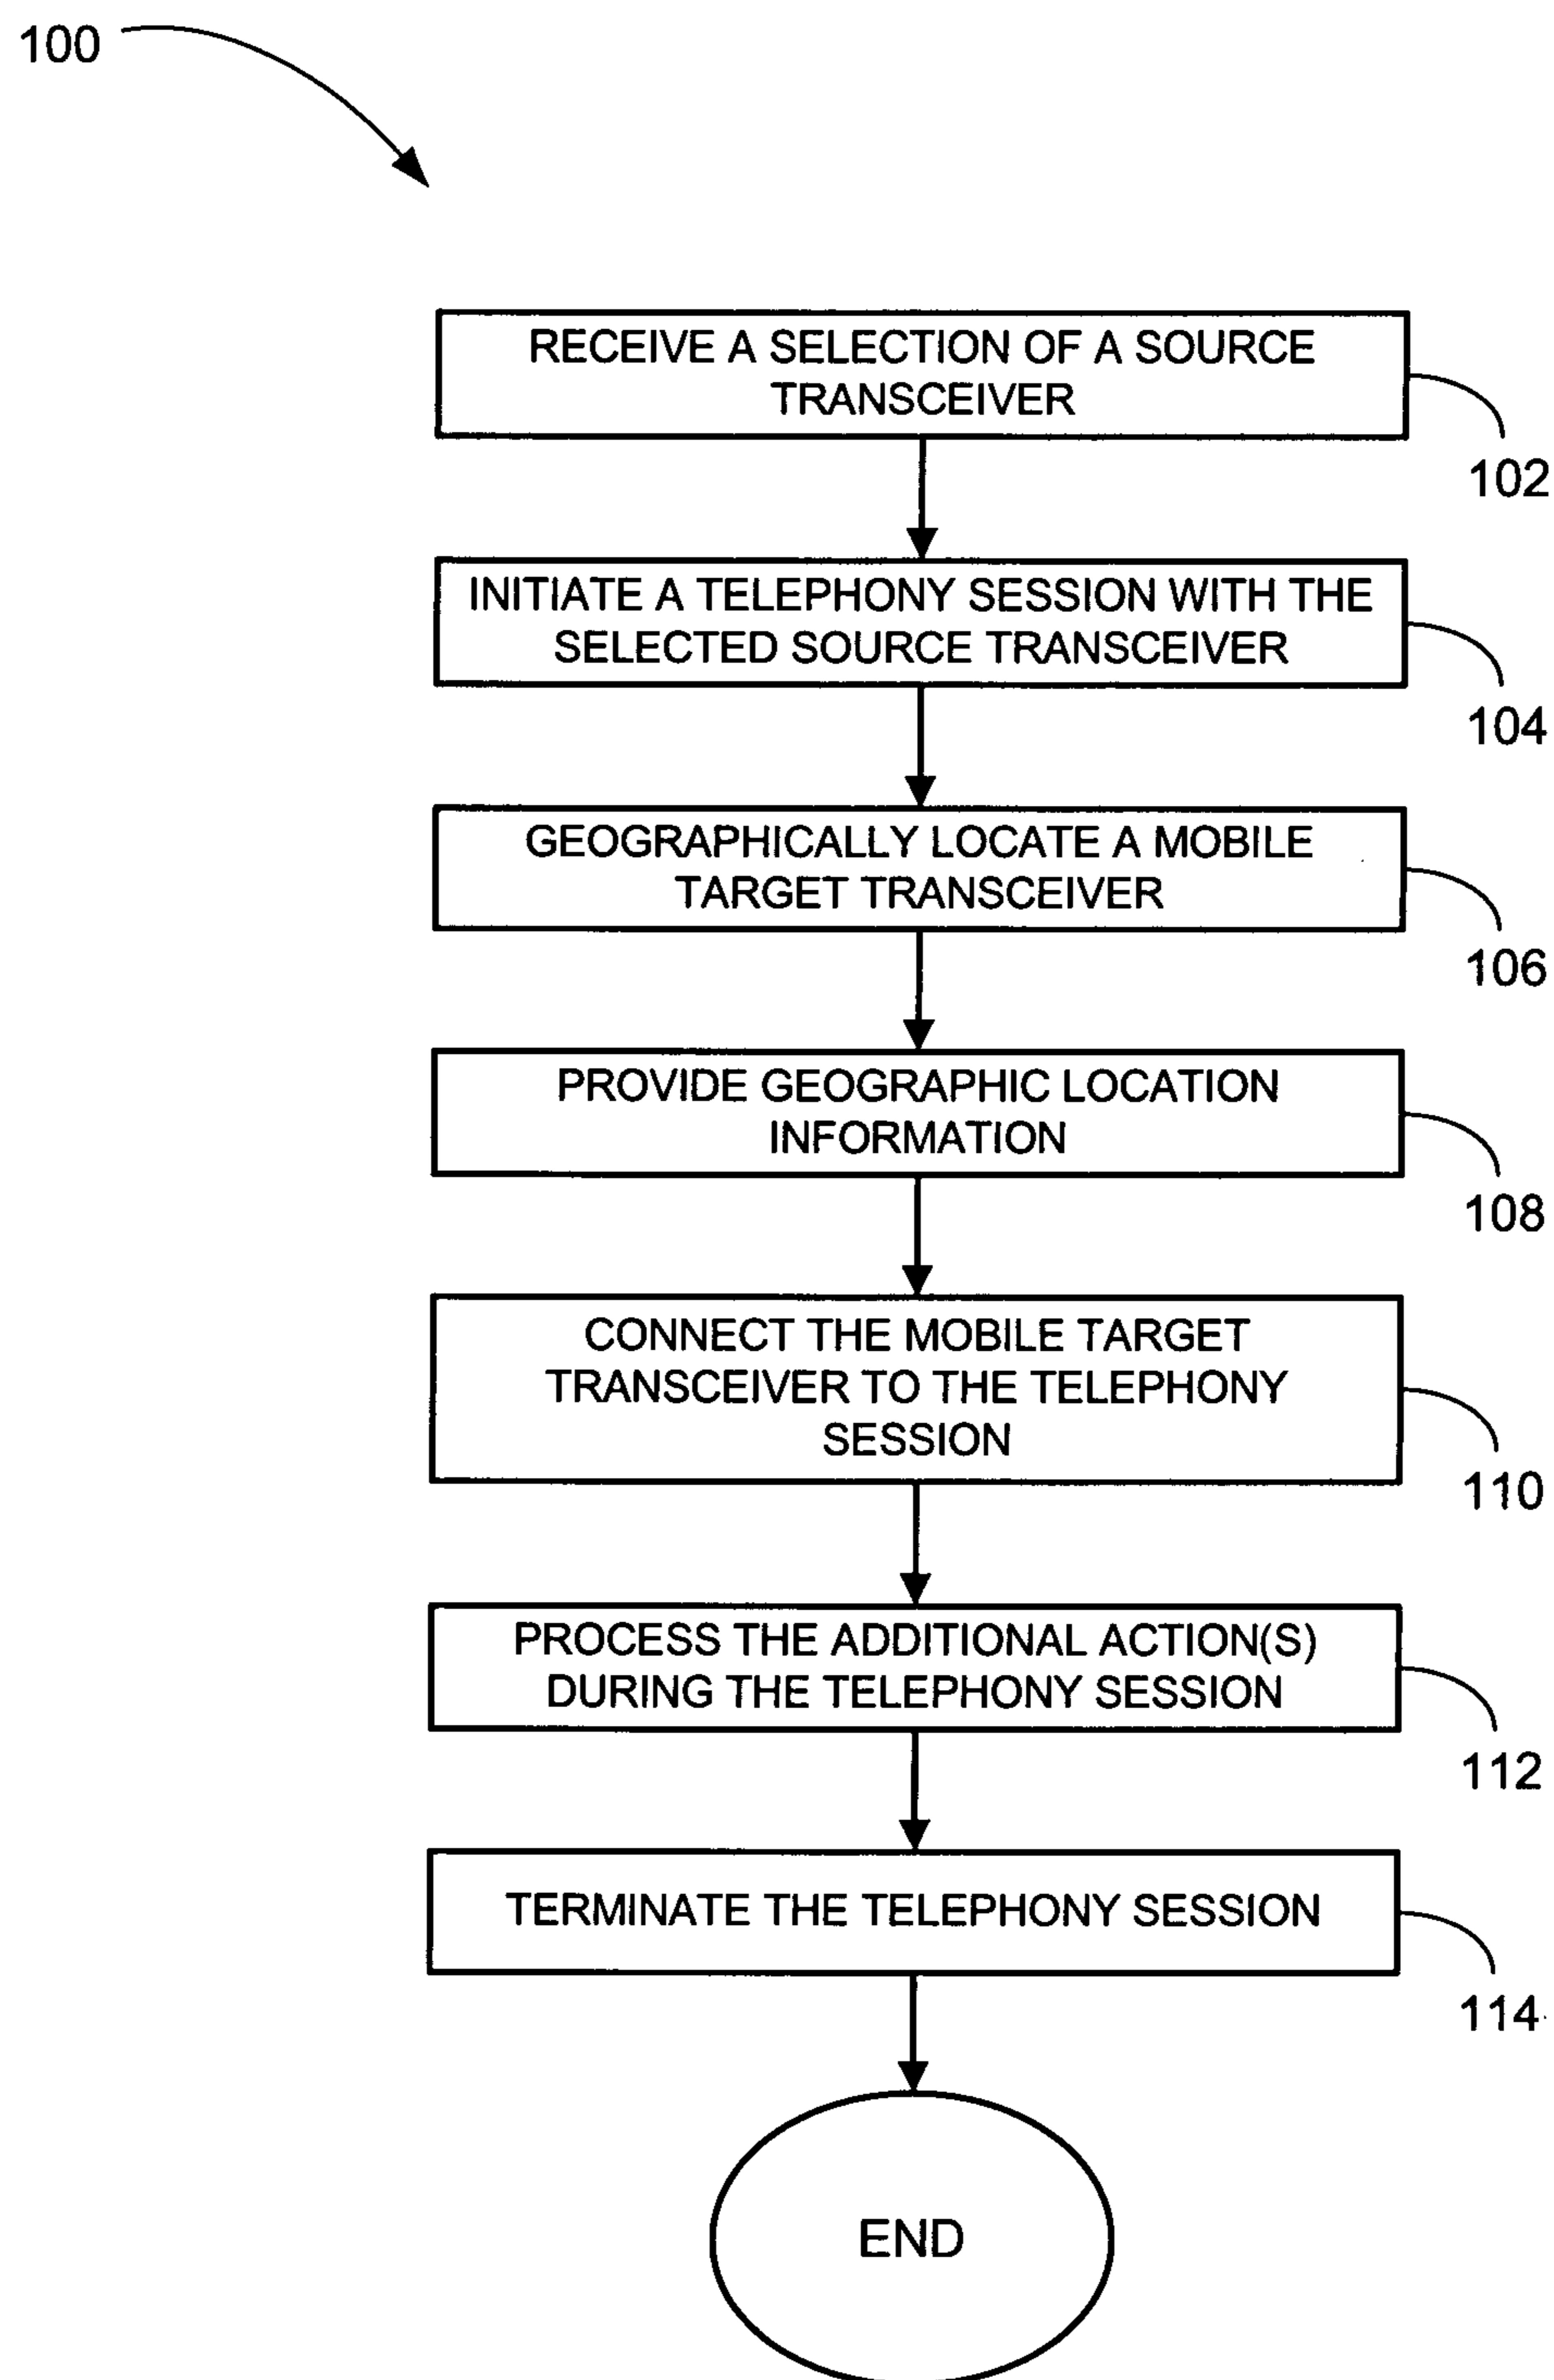 100
RECEIVE A SELECTION OF A SOURCE
TRANSCEIVER
102
INITIATE A TELEPHONY SESSION WITH THE
SELECTED SOURCE TRANSCEIVER
104
GEOGRAPHICALLY LOCATE A MOBILE
TARGET TRANSCEIVER
106
PROVIDE GEOGRAPHIC LOCATION
INFORMATION
108
CONNECT THE MOBILE TARGET
TRANSCEIVER TO THE TELEPHONY
SESSION
110
PROCESS THE ADDITIONAL ACTION(S)
DURING THE TELEPHONY SESSION
112
TERMINATE THE TELEPHONY SESSION
114
END